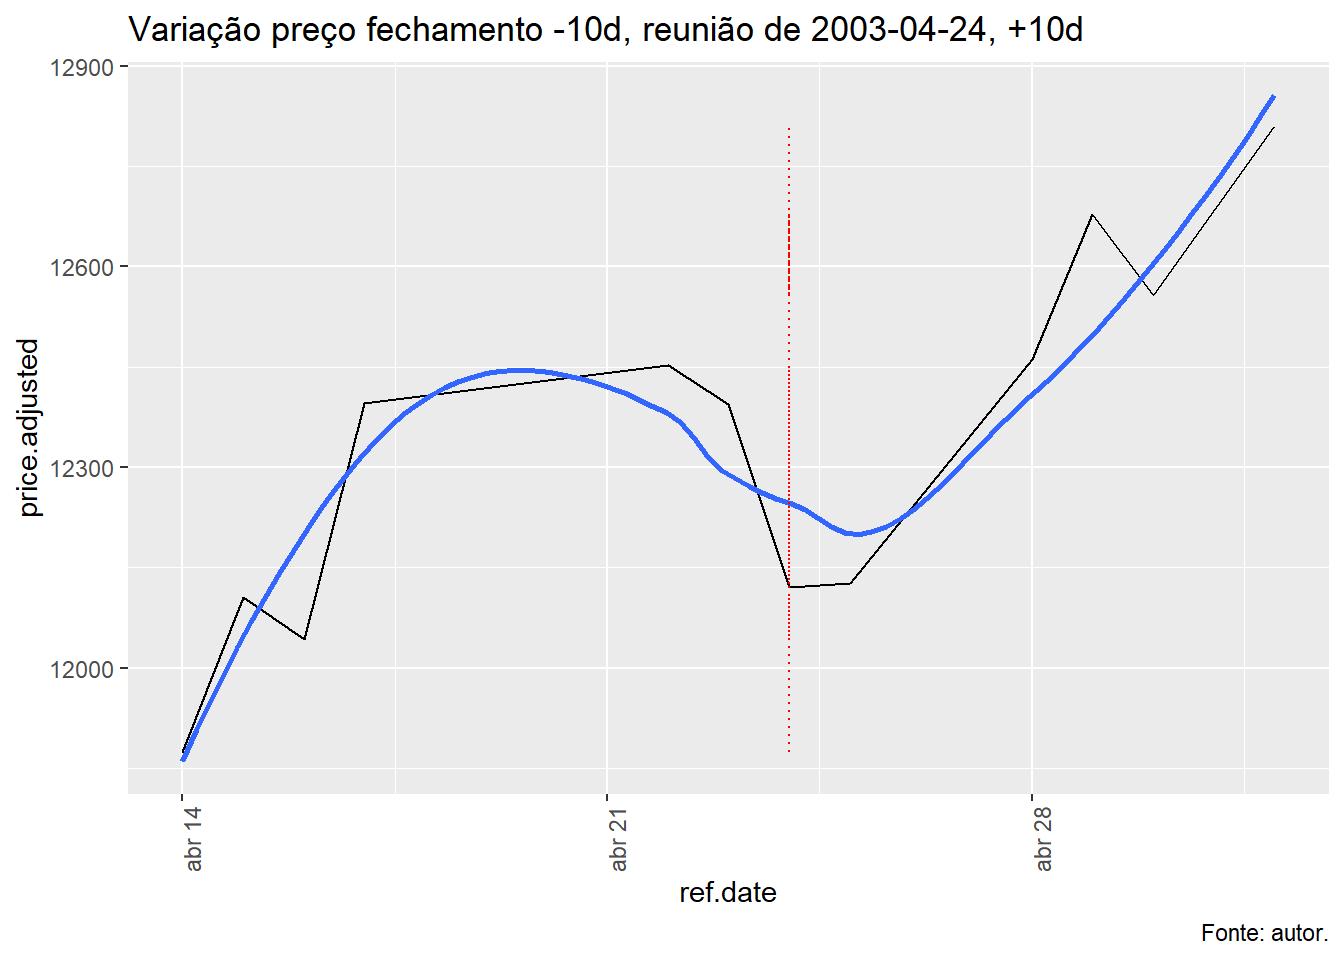 Variação preço fechamento -10d, reunião de 2003-04-24, +10d
12900
12600
12300
12000
price.adjusted
abr 14
abr 21
abr 28
ref.date
Fonte: autor.